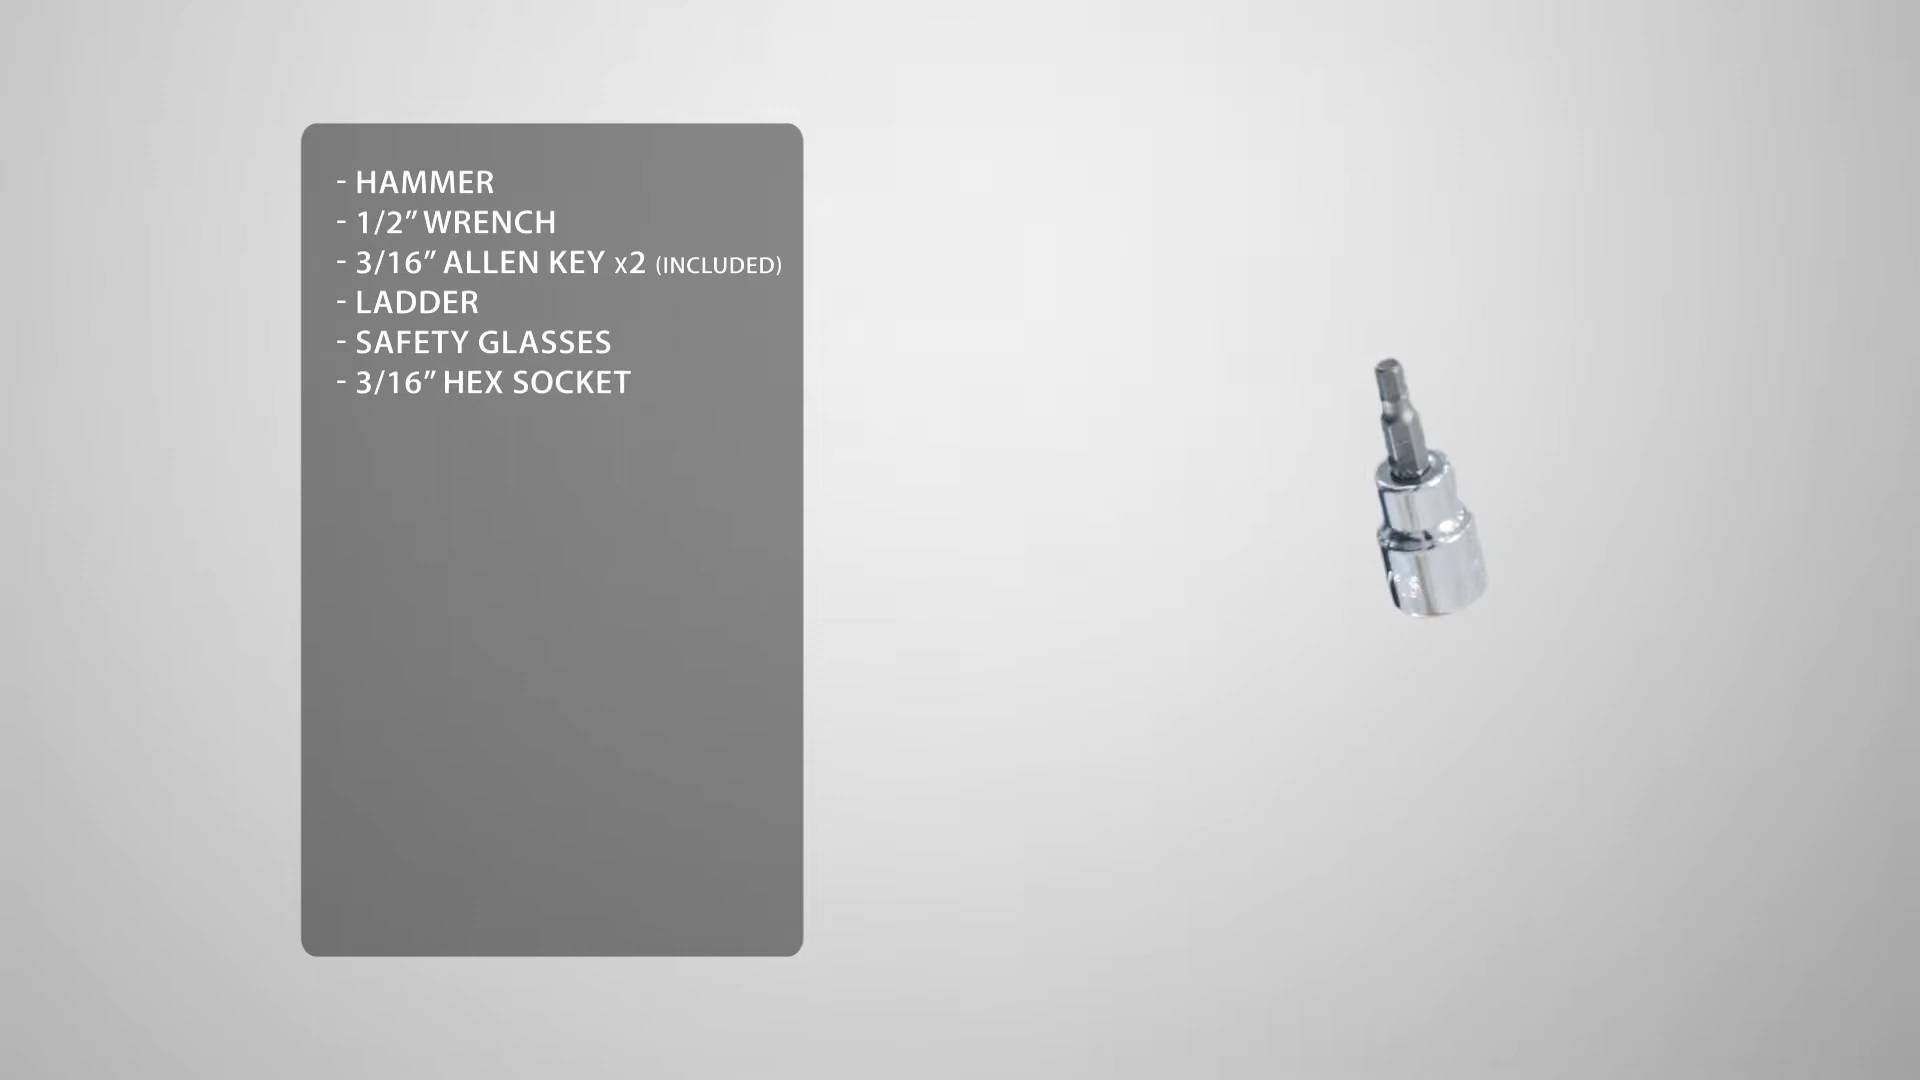 - HAMMER
- 1/2” WRENCH
- 3/16” ALLEN KEY x2 (INCLUDED)
- LADDER
- SAFETY GLASSES
- 3/16” HEX SOCKET